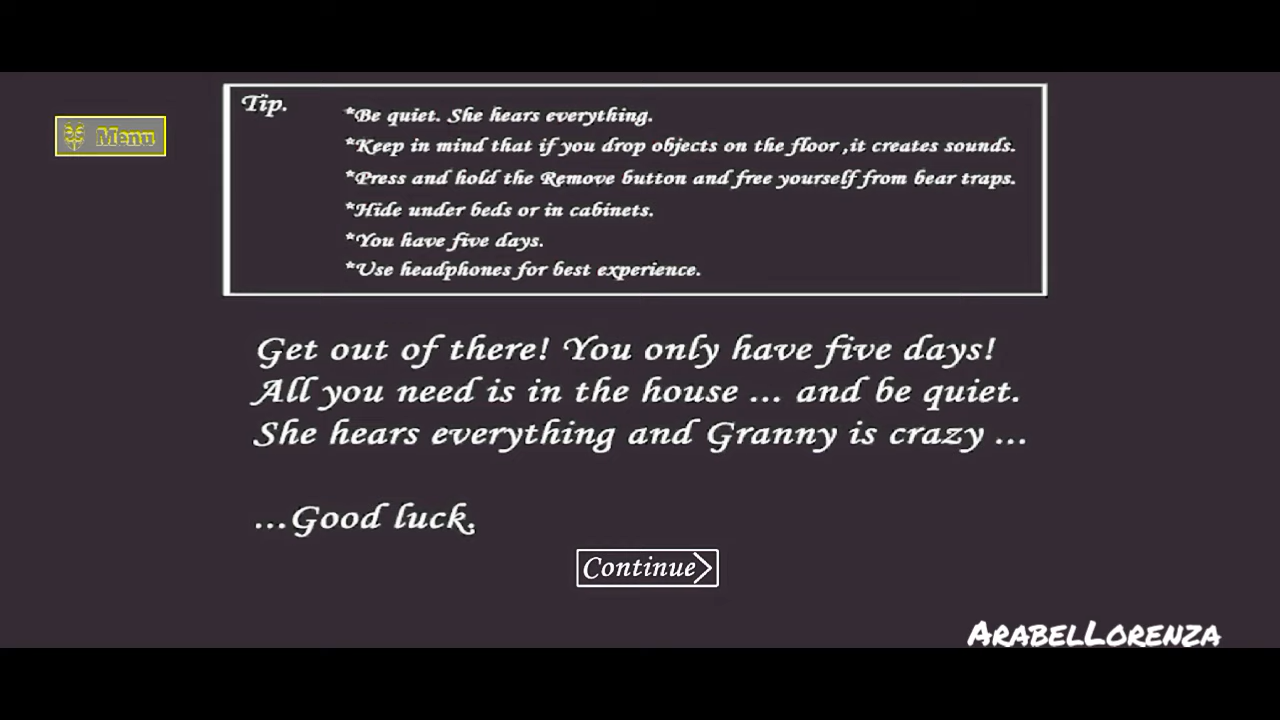 Tip.
*Be quiet. She hears everything.
Menu
*Keep in mind that if you drop objects on the floor ,it creates sounds.
*Press and hold the Remove button and free yourself from bear traps.
*Hide under beds or in cabinets.
*You have five days.
*Use headphones for best experience.
Get out of there! You only have five days!
All you need is in the house ... and be quiet.
She hears everything and Granny is crazy ...
...Good luck.
Continue
ArabelLorenza